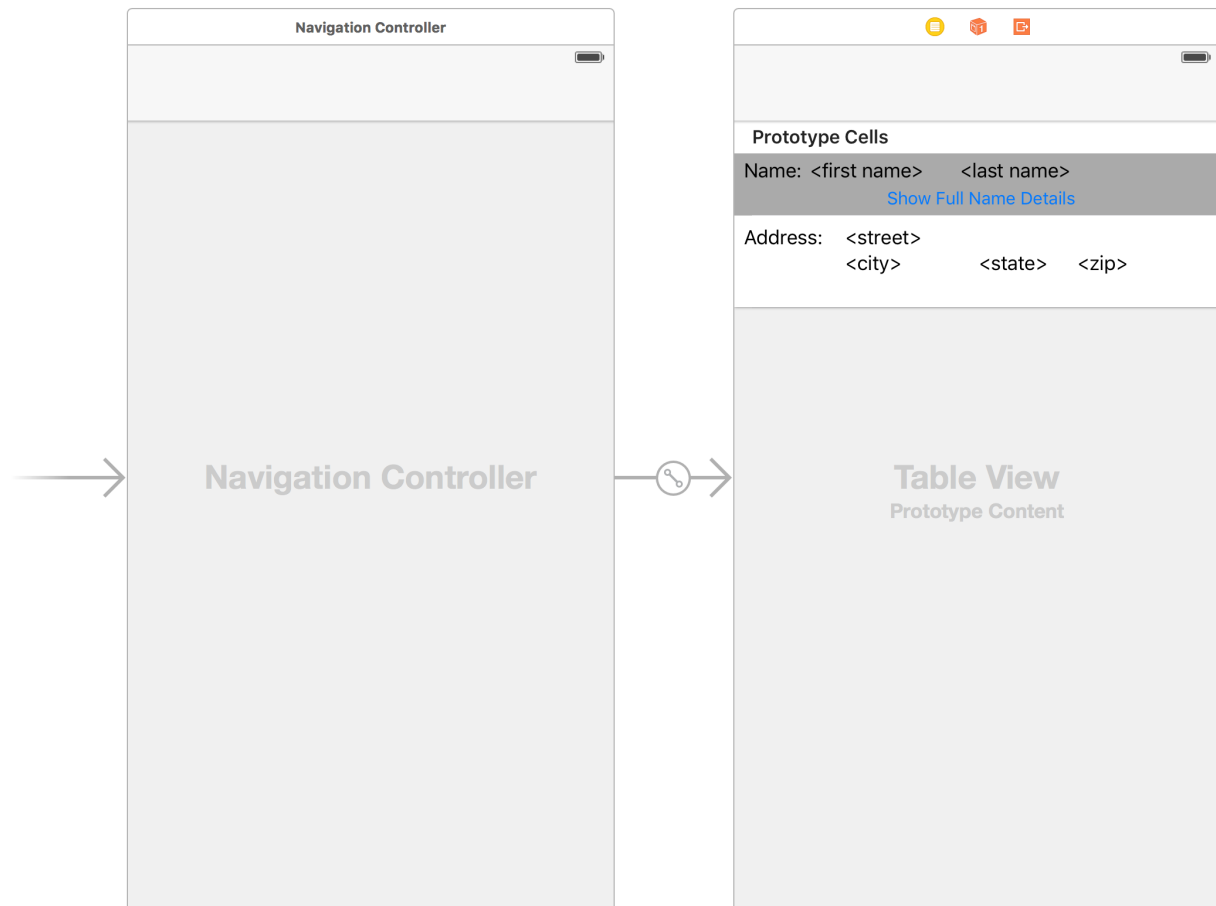 Navigation Controller
Navigation Controller
Prototype Cells
Name: <first name> <last name>
Show Full Name Details
Address: <street>
<city> <state> <zip>
Table View
Prototype Content